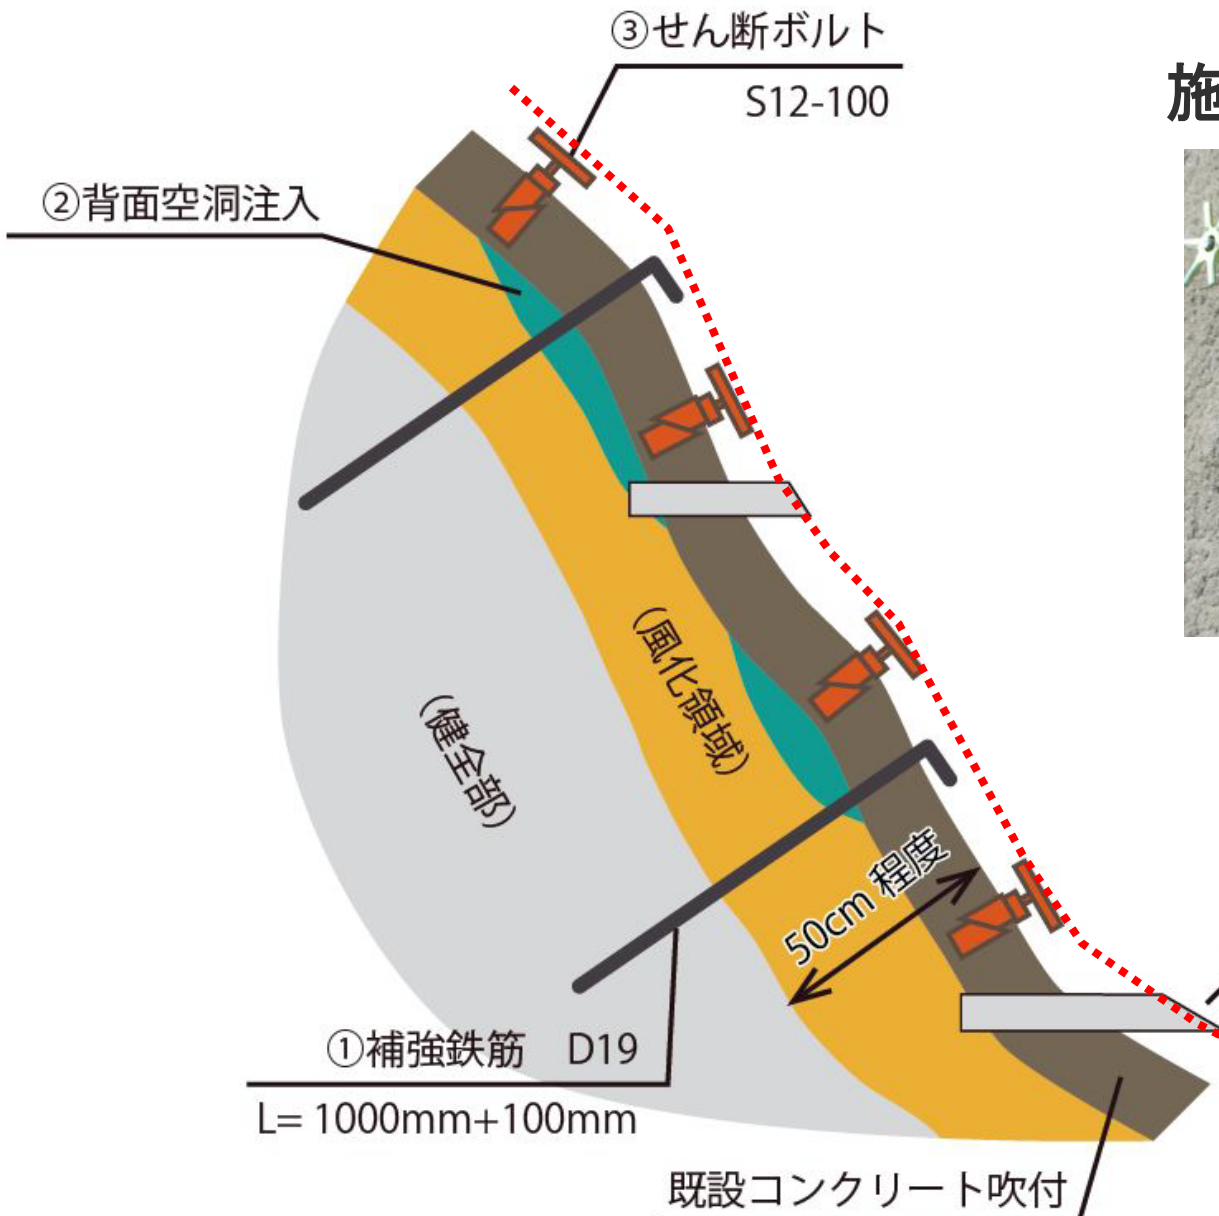 ③せん断ボルト
S12-100
施
②背面空洞注入
(風化領域)
(健全部)
50cm 程度
①補強鉄筋 D19
L= 1000mm+100mm
既設コンクリート吹付